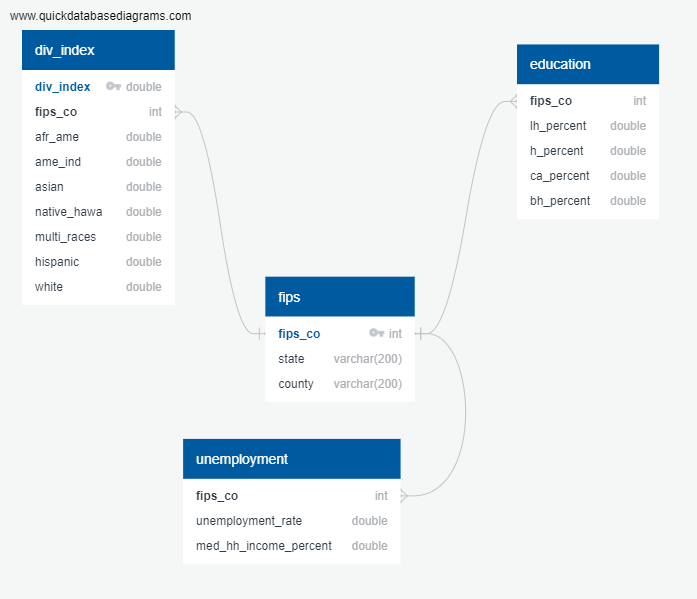 www.quickdatabasediagrams.com
div_index
div_index double
fips_co int
afr_ame double
ame_ind double
asian double
native_hawa double
multi_races double
hispanic double
white double
education
fips_co int
lh_percent double
h_percent double
ca_percent double
bh_percent double
fips
fips_co int
state varchar(200)
county varchar(200)
unemployment
fips_co int
unemployment_rate double
med_hh_income_percent double